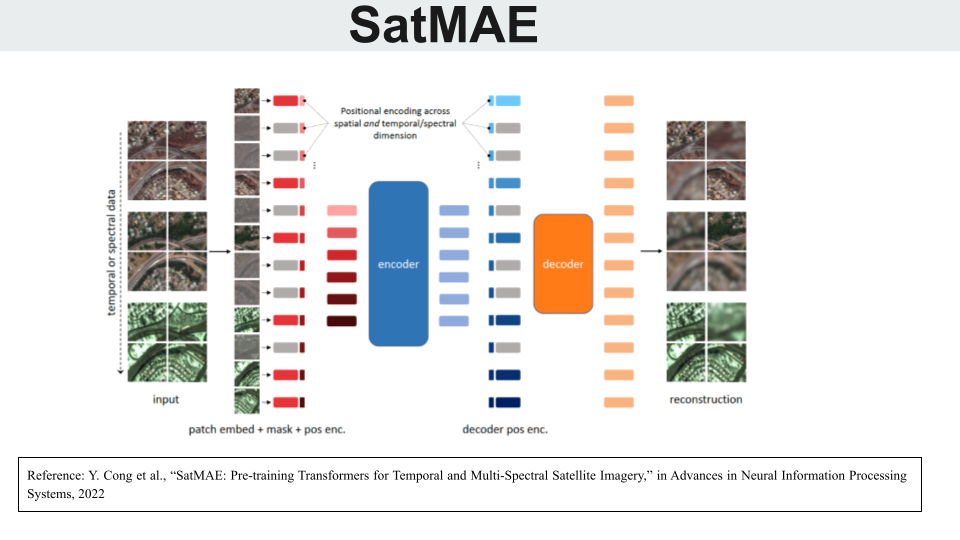 SatMAE
Positional encoding across
spatial and temporal/spectral
dimension
temporal or spectral data
encoder
decoder
input
reconstruction
patch embed + mask + pos enc.
decoder pos enc.
Reference: Y. Cong et al., “SatMAE: Pre-training Transformers for Temporal and Multi-Spectral Satellite Imagery,” in Advances in Neural Information Processing
Systems, 2022